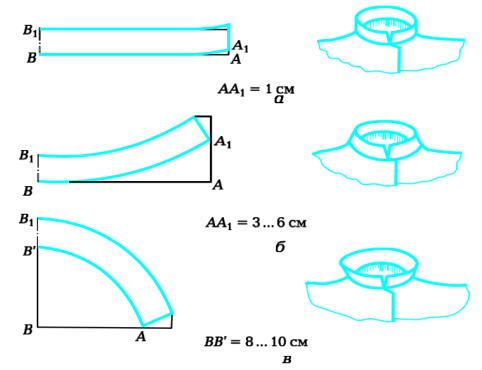 B₁
B
A₁
A
AA₁ = 1 см
а
B₁
B
A₁
A
AA₁ = 3 ... 6 см
б
B₁
B′
B
A
BB′ = 8 ... 10 см
в